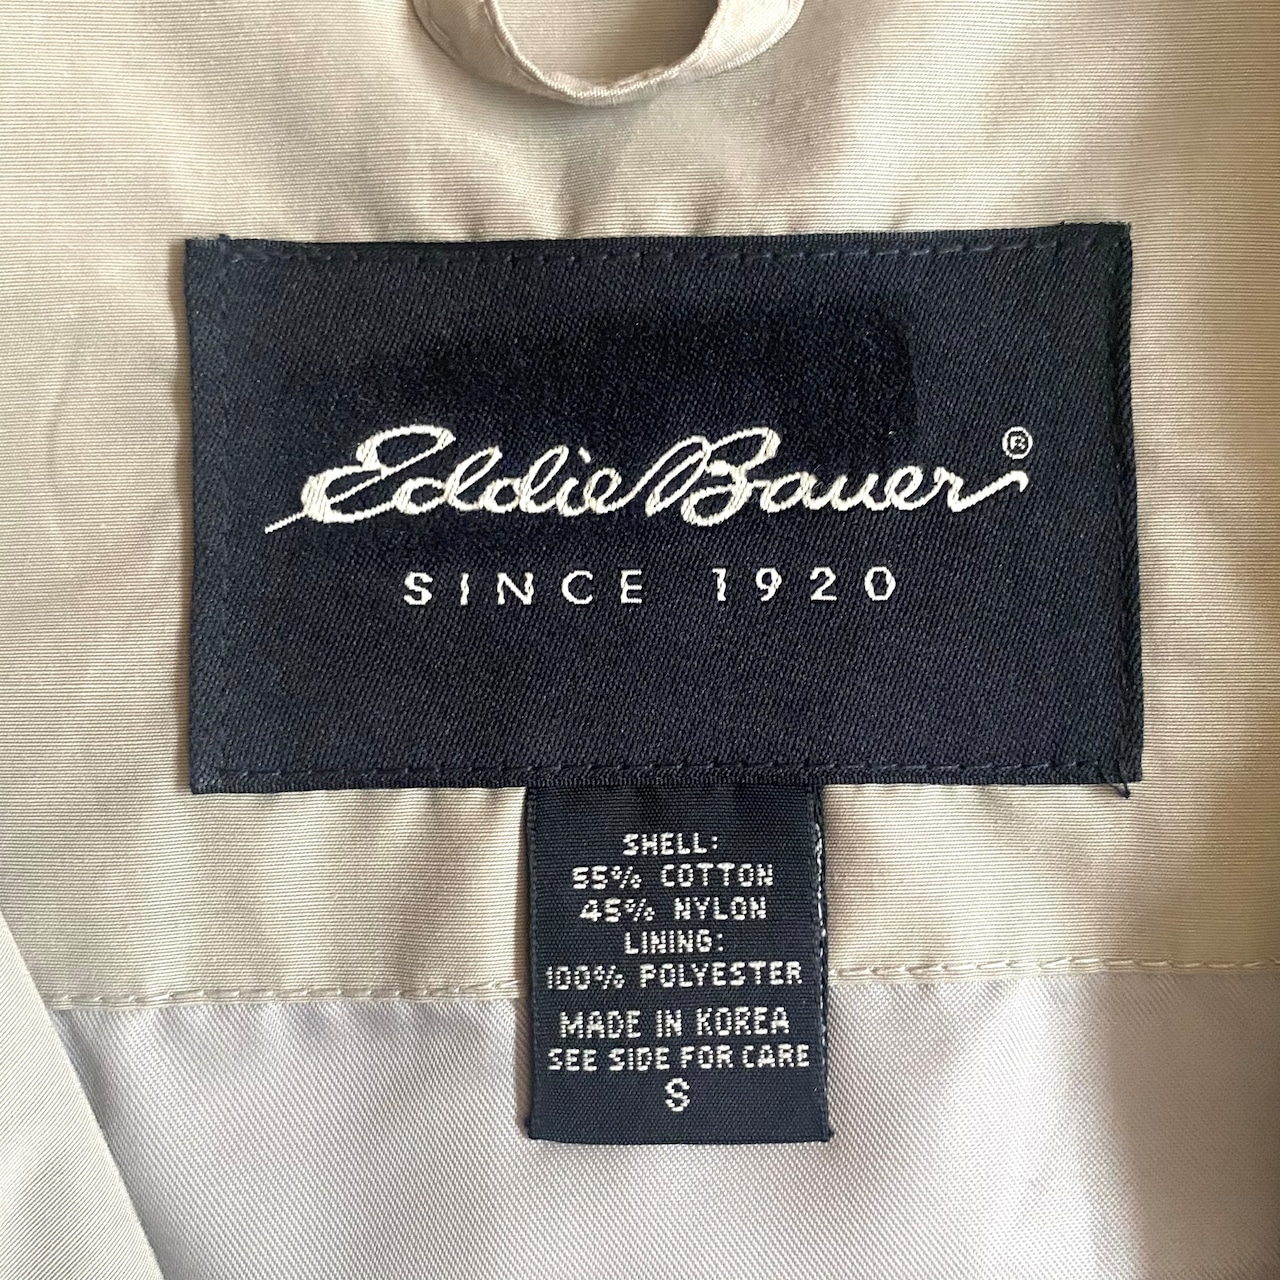 Eddie Bauer®
SINCE 1920
SHELL:
55% COTTON
45% NYLON
LINING:
100% POLYESTER
MADE IN KOREA
SEE SIDE FOR CARE
S